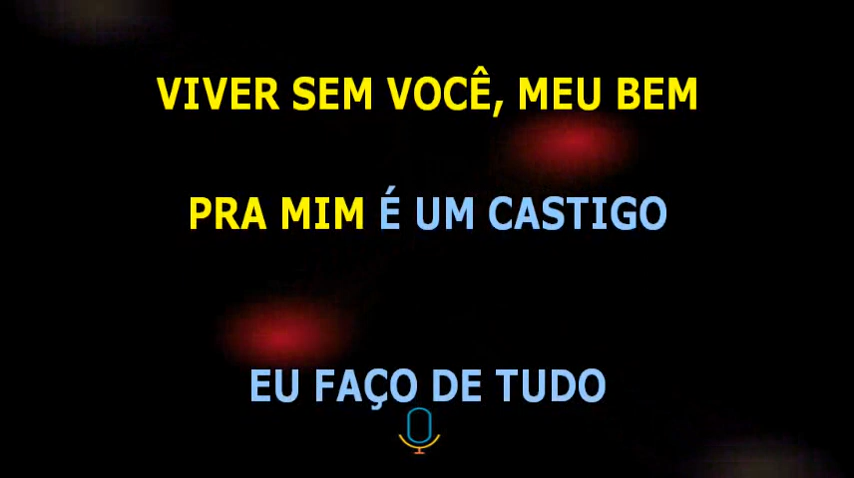 VIVER SEM VOCÊ, MEU BEM
PRA MIM É UM CASTIGO
EU FAÇO DE TUDO